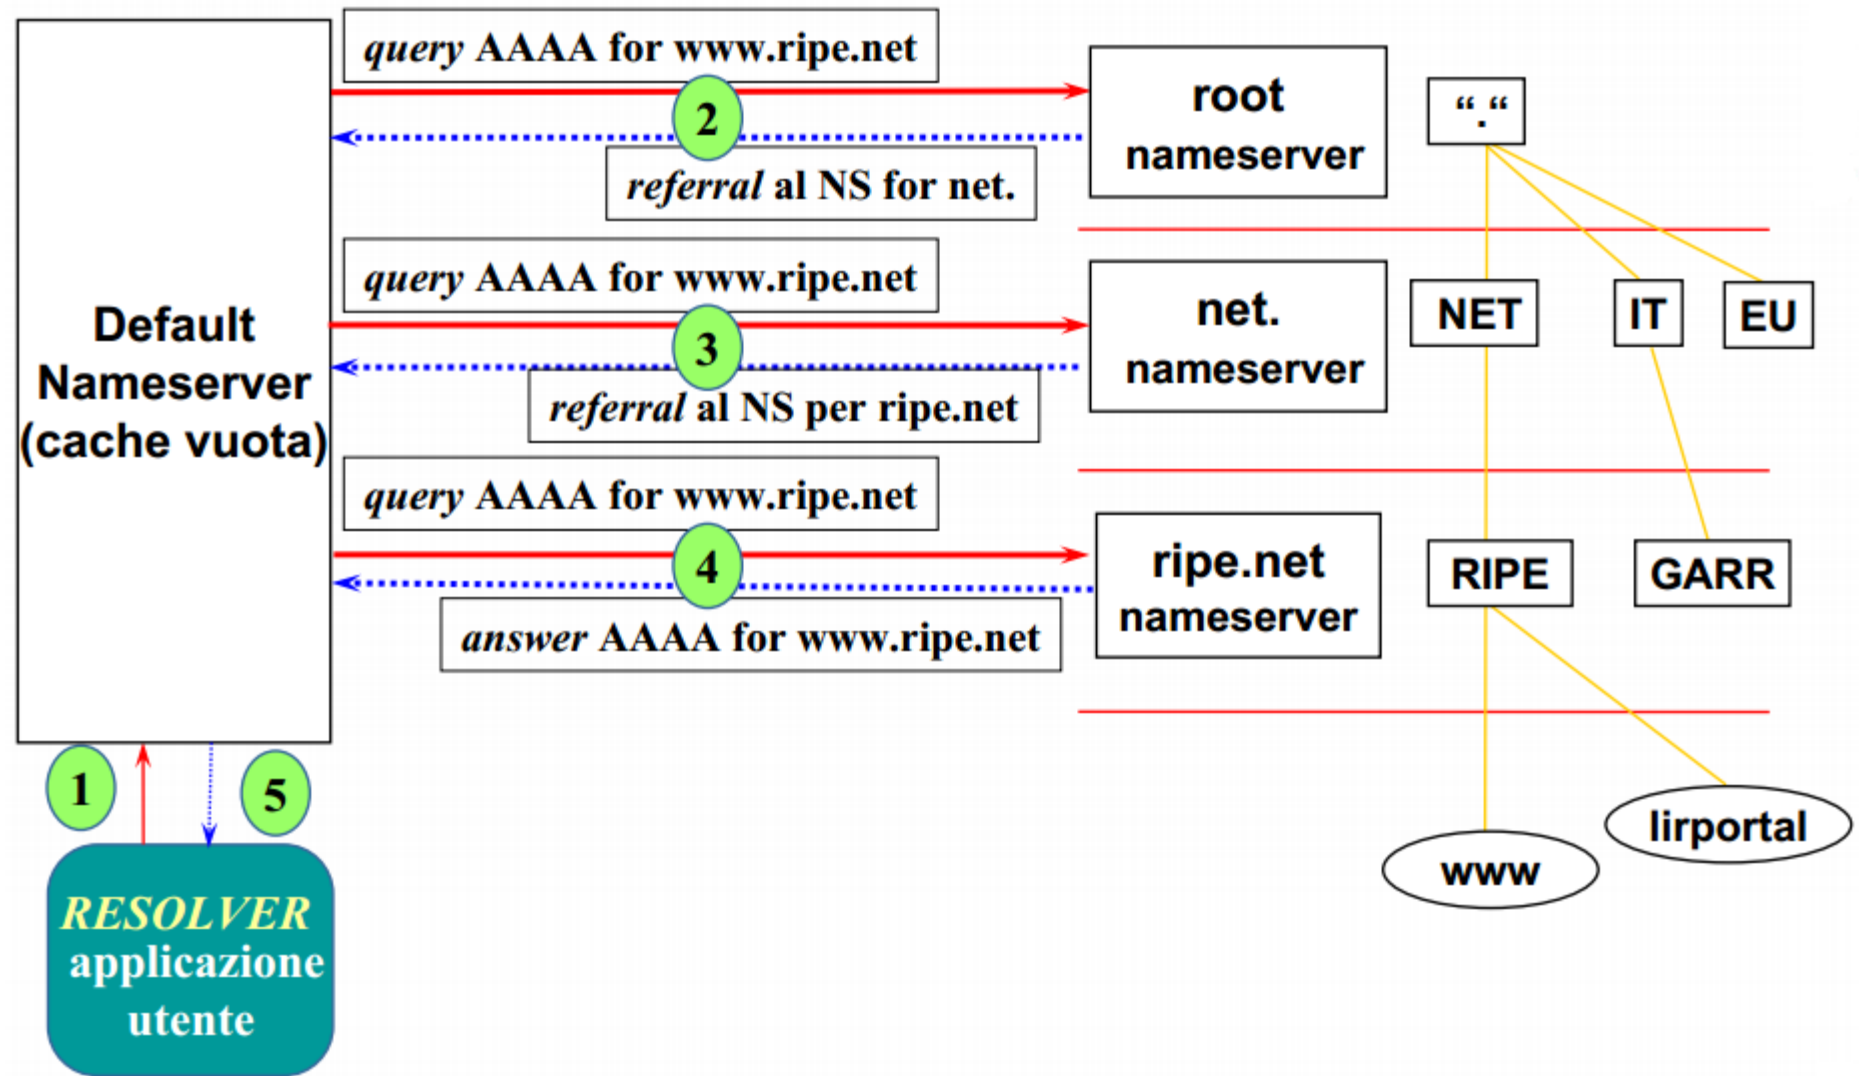 query AAAA for www.ripe.net
2
referral al NS for net.
root
nameserver
“.“
Default
Nameserver
(cache vuota)
query AAAA for www.ripe.net
3
referral al NS per ripe.net
net.
nameserver
NET
IT
EU
query AAAA for www.ripe.net
4
answer AAAA for www.ripe.net
ripe.net
nameserver
RIPE
GARR
1
5
www
lirportal
RESOLVER
applicazione
utente